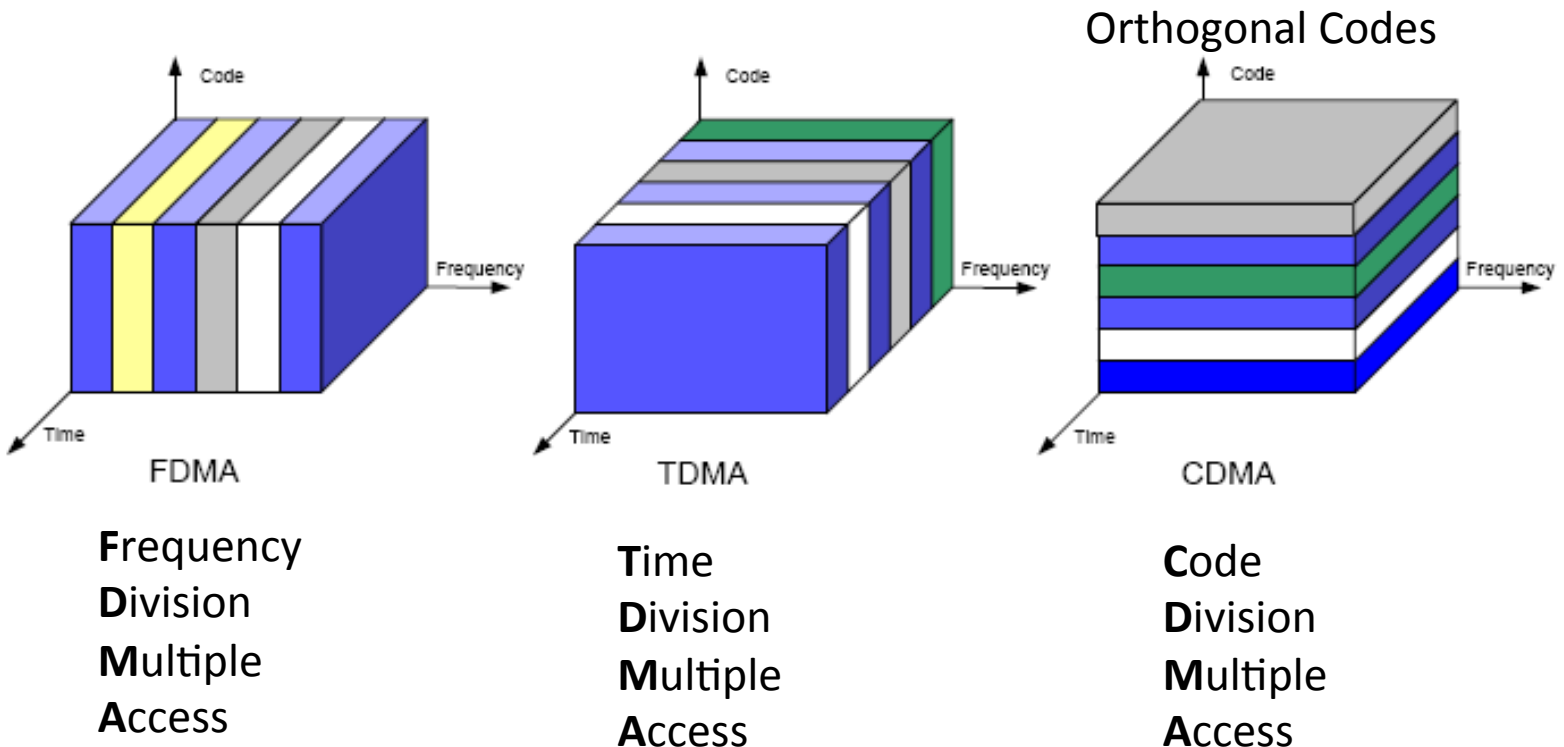 Orthogonal Codes
Code
Code
Code
Frequency
Frequency
Frequency
Time
Time
Time
FDMA
TDMA
CDMA
Frequency
Division
Multiple
Access
Time
Division
Multiple
Access
Code
Division
Multiple
Access